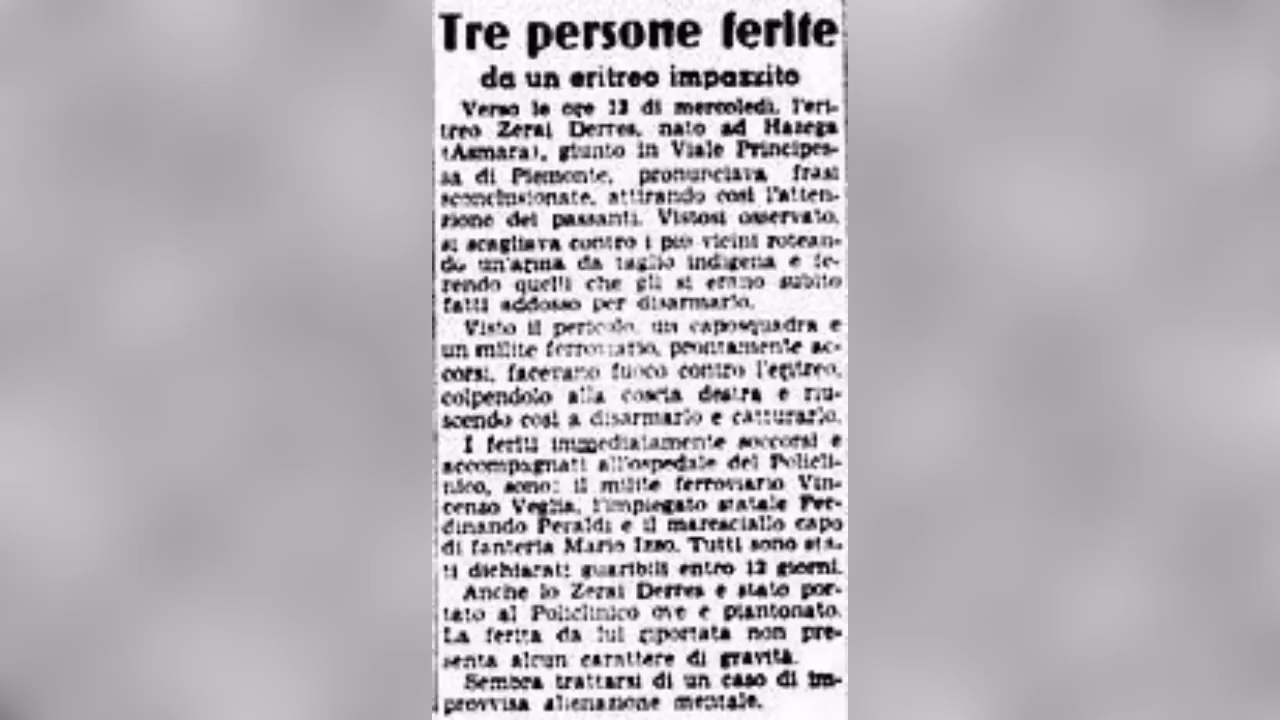 Tre persone ferite
da un eritreo impazzito
Verso le ore 13 di mercoledì, l'eri-
treo Zerai Derres, nato ad Hazega
(Asmara), giunto in Viale Principes-
sa di Piemonte, pronunciava frasi
sconclusionate, attirando così l'atten-
zione dei passanti. Vistosi osservato,
si scagliava contro i più vicini rotean-
do un'arma da taglio indigena e fe-
rendo quelli che gli si erano subito
fatti addosso per disarmarlo.
Visto il pericolo, un caposquadra e
un milite ferroviario, prontamente ac-
corsi, facevano fuoco contro l'eritreo,
colpendolo alla coscia destra e riu-
scendo così a disarmarlo e catturarlo.
I feriti immediatamente soccorsi e
accompagnati all'ospedale del Policli-
nico, sono: il milite ferroviario Vin-
cenzo Veglia, l'impiegato statale Fer-
dinando Peraldi e il maresciallo capo
di fanteria Mario Izzo. Tutti sono sta-
ti dichiarati guaribili entro 12 giorni.
Anche lo Zerai Derres è stato por-
tato al Policlinico ove è piantonato.
La ferita da lui riportata non pre-
senta alcun carattere di gravità.
Sembra trattarsi di un caso di im-
provvisa alienazione mentale.